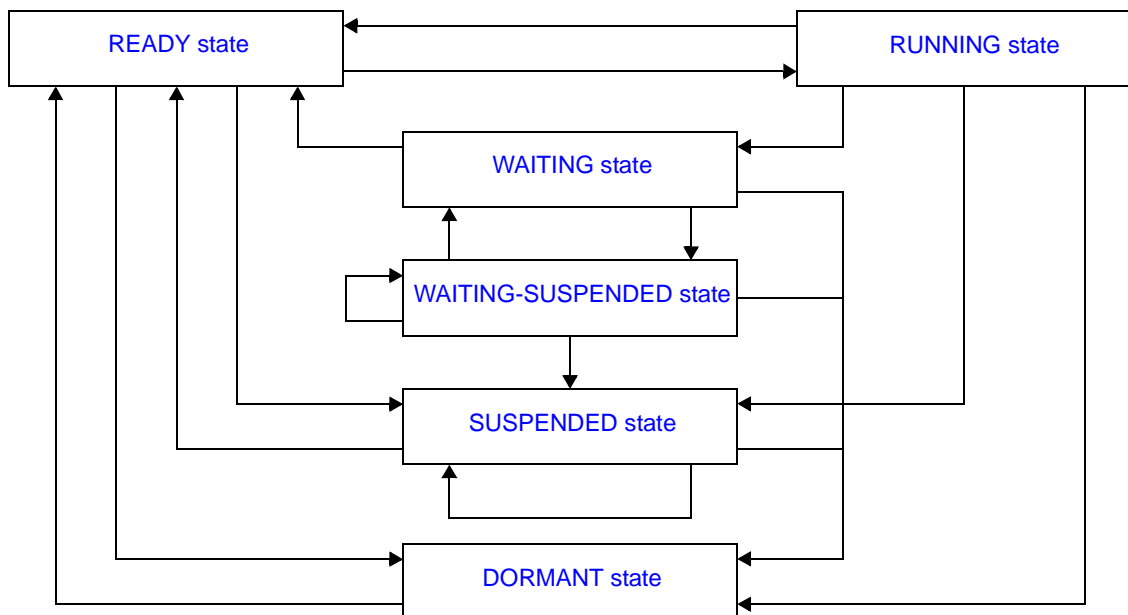 READY state
RUNNING state
WAITING state
WAITING-SUSPENDED state
SUSPENDED state
DORMANT state